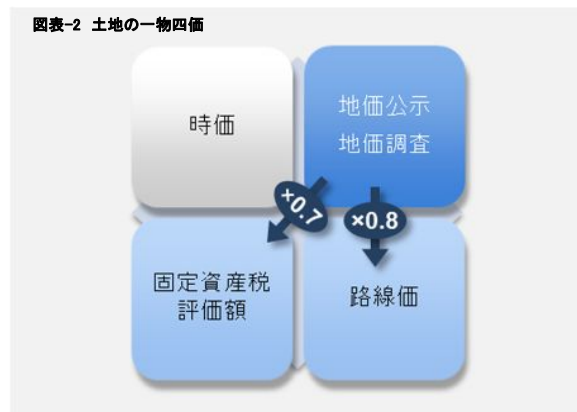 図表-2 土地の一物四価
時価
地価公示
地価調査
×0.7
×0.8
固定資産税
評価額
路線価